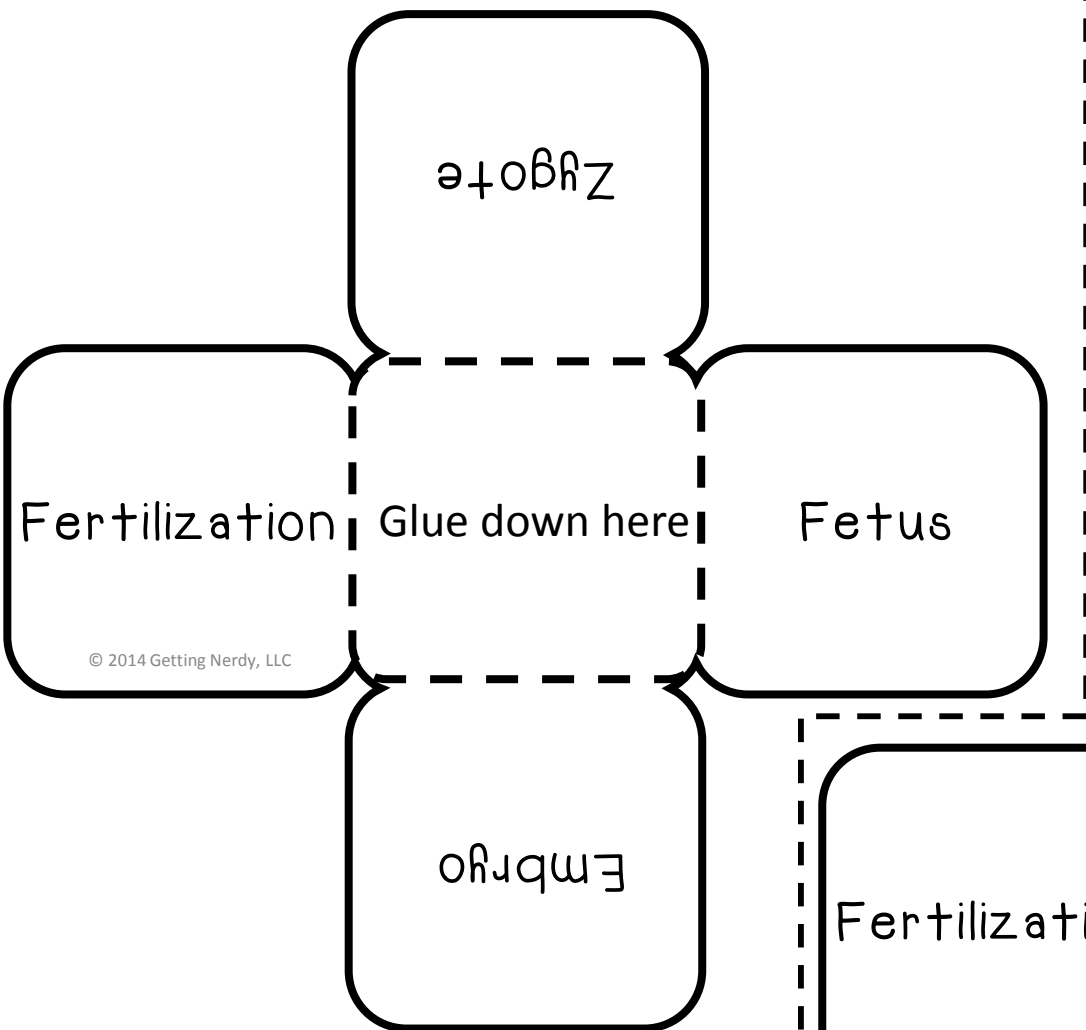 Zygote
Fertilization
Glue down here
Fetus
© 2014 Getting Nerdy, LLC
Embryo
Fertilizati